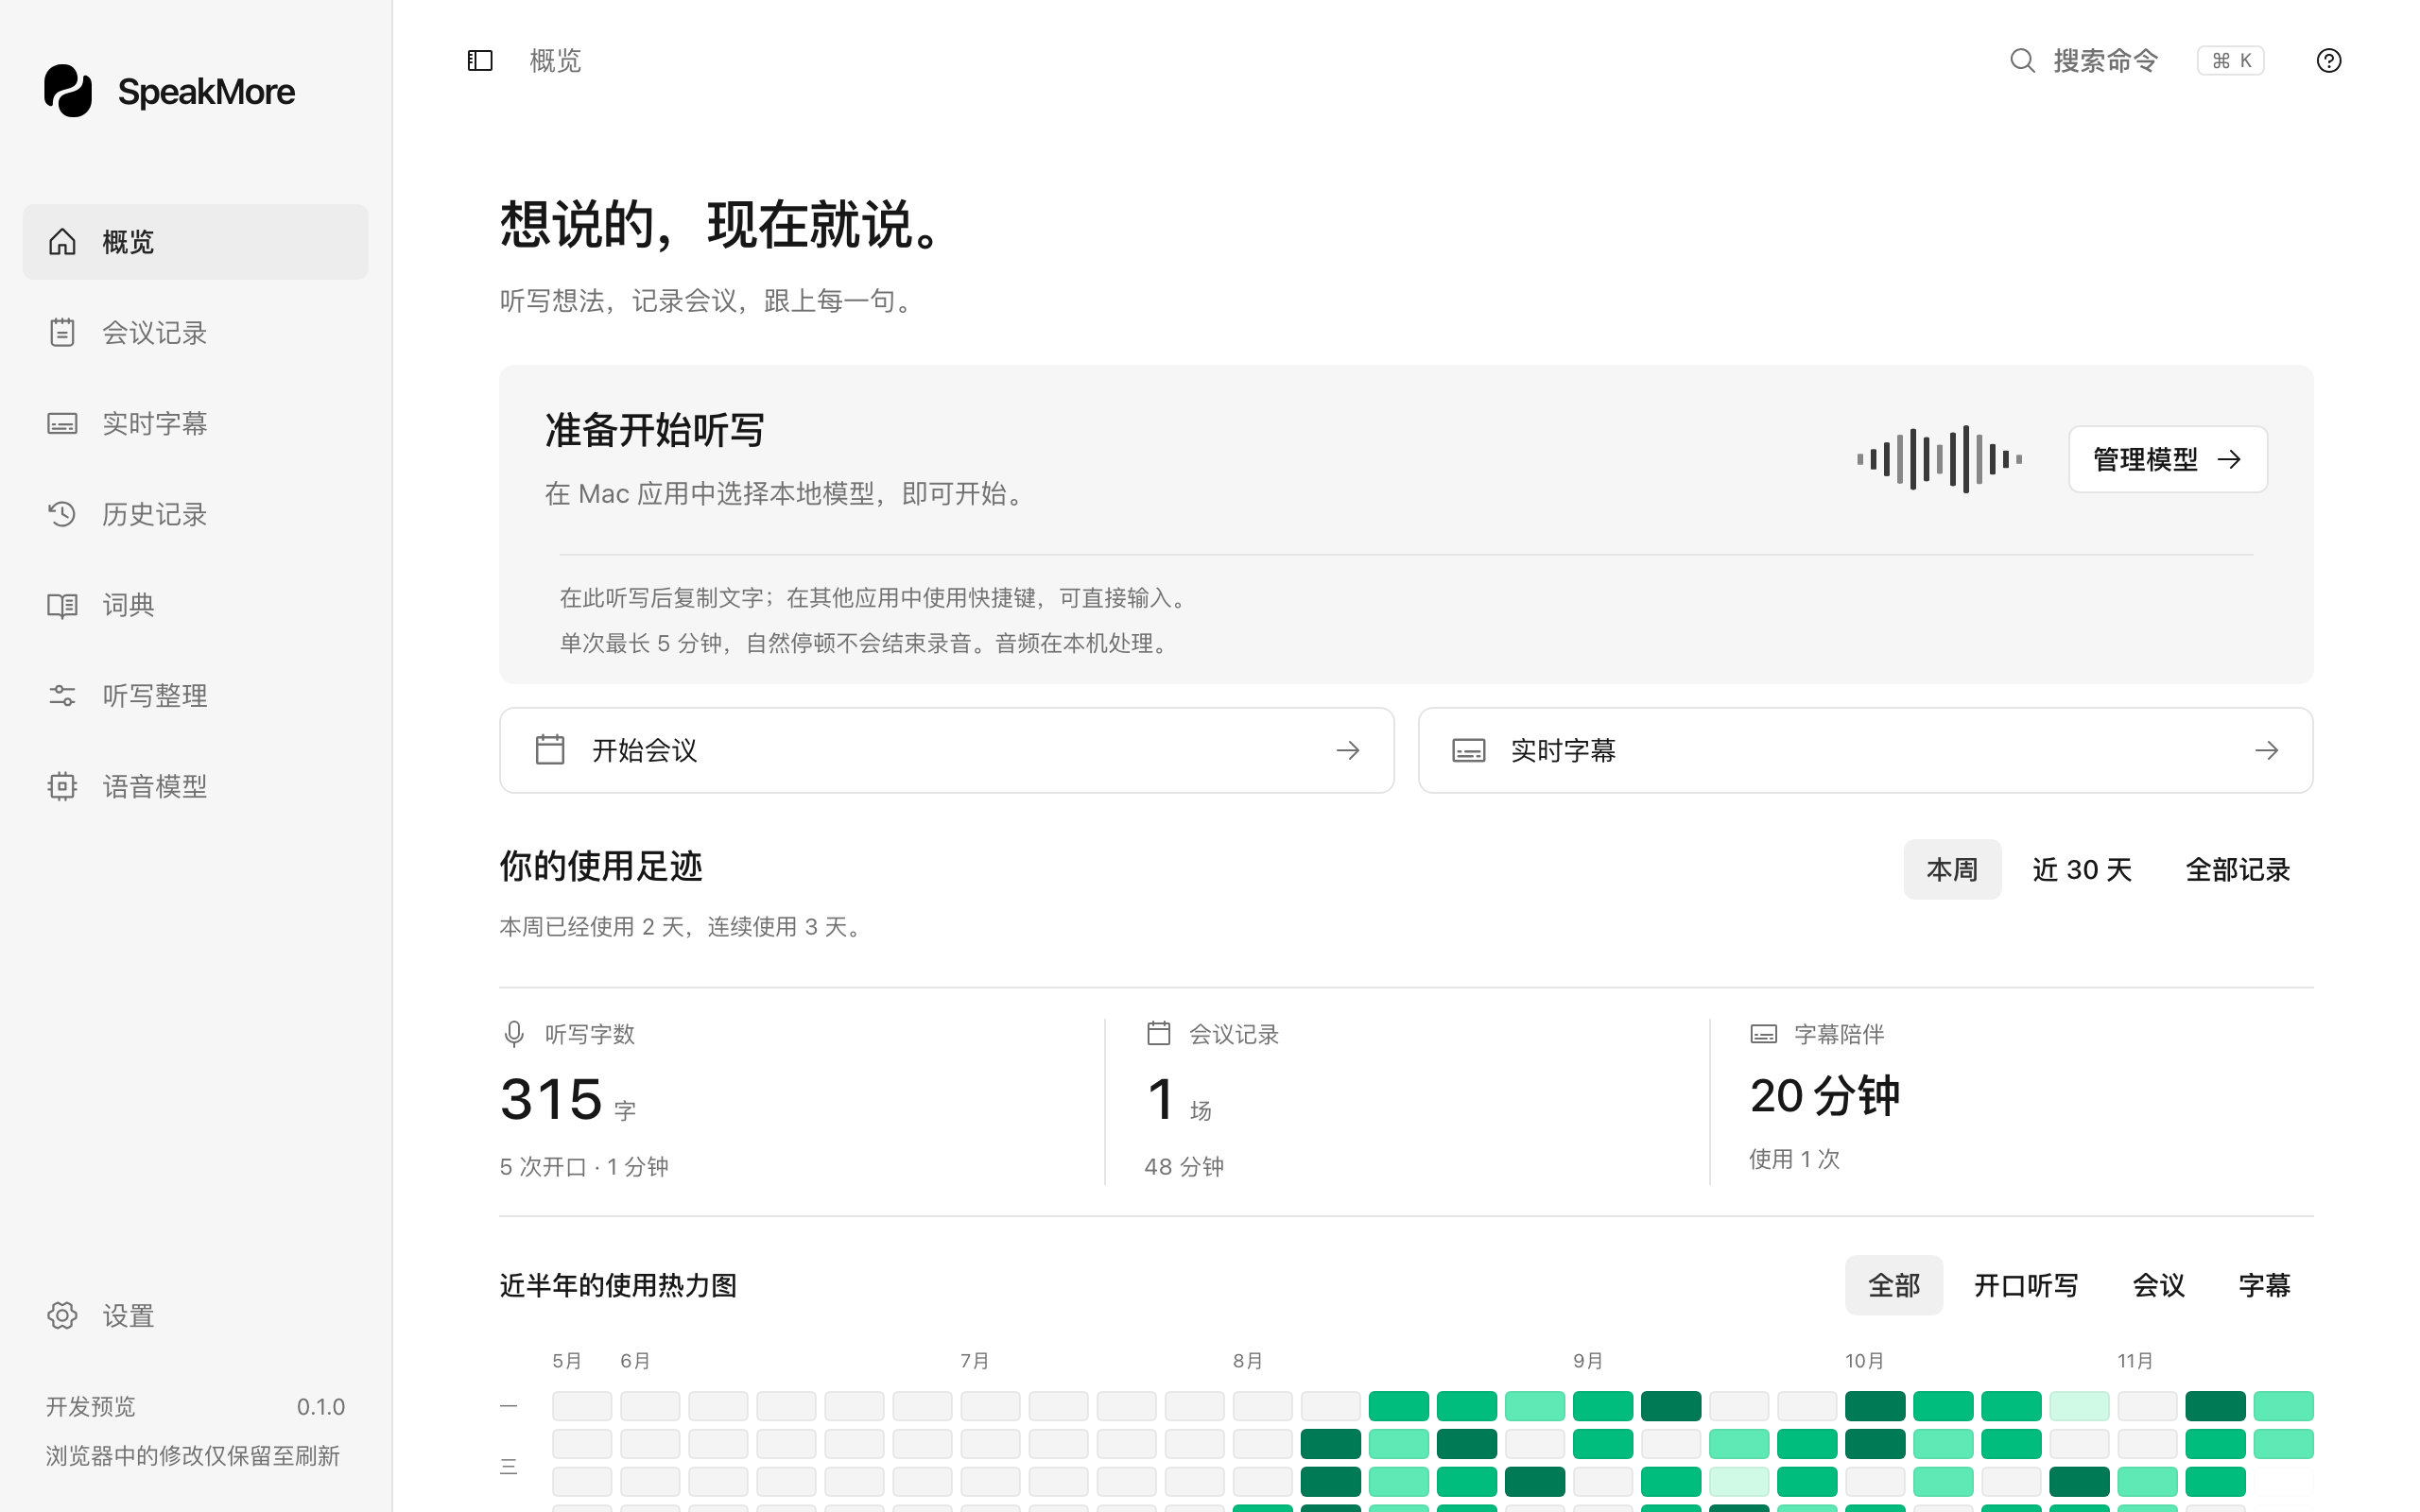 SpeakMore
概览
会议记录
实时字幕
历史记录
词典
听写整理
语音模型
设置
开发预览 0.1.0
浏览器中的修改仅保留至刷新
概览
搜索命令 ⌘ K
想说的，现在就说。
听写想法，记录会议，跟上每一句。
准备开始听写
在 Mac 应用中选择本地模型，即可开始。
管理模型
在此听写后复制文字；在其他应用中使用快捷键，可直接输入。
单次最长 5 分钟，自然停顿不会结束录音。音频在本机处理。
开始会议
实时字幕
你的使用足迹
本周 近 30 天 全部记录
本周已经使用 2 天，连续使用 3 天。
听写字数
315 字
5 次开口 · 1 分钟
会议记录
1 场
48 分钟
字幕陪伴
20 分钟
使用 1 次
近半年的使用热力图
全部 开口听写 会议 字幕
5月 6月 7月 8月 9月 10月 11月
一
三